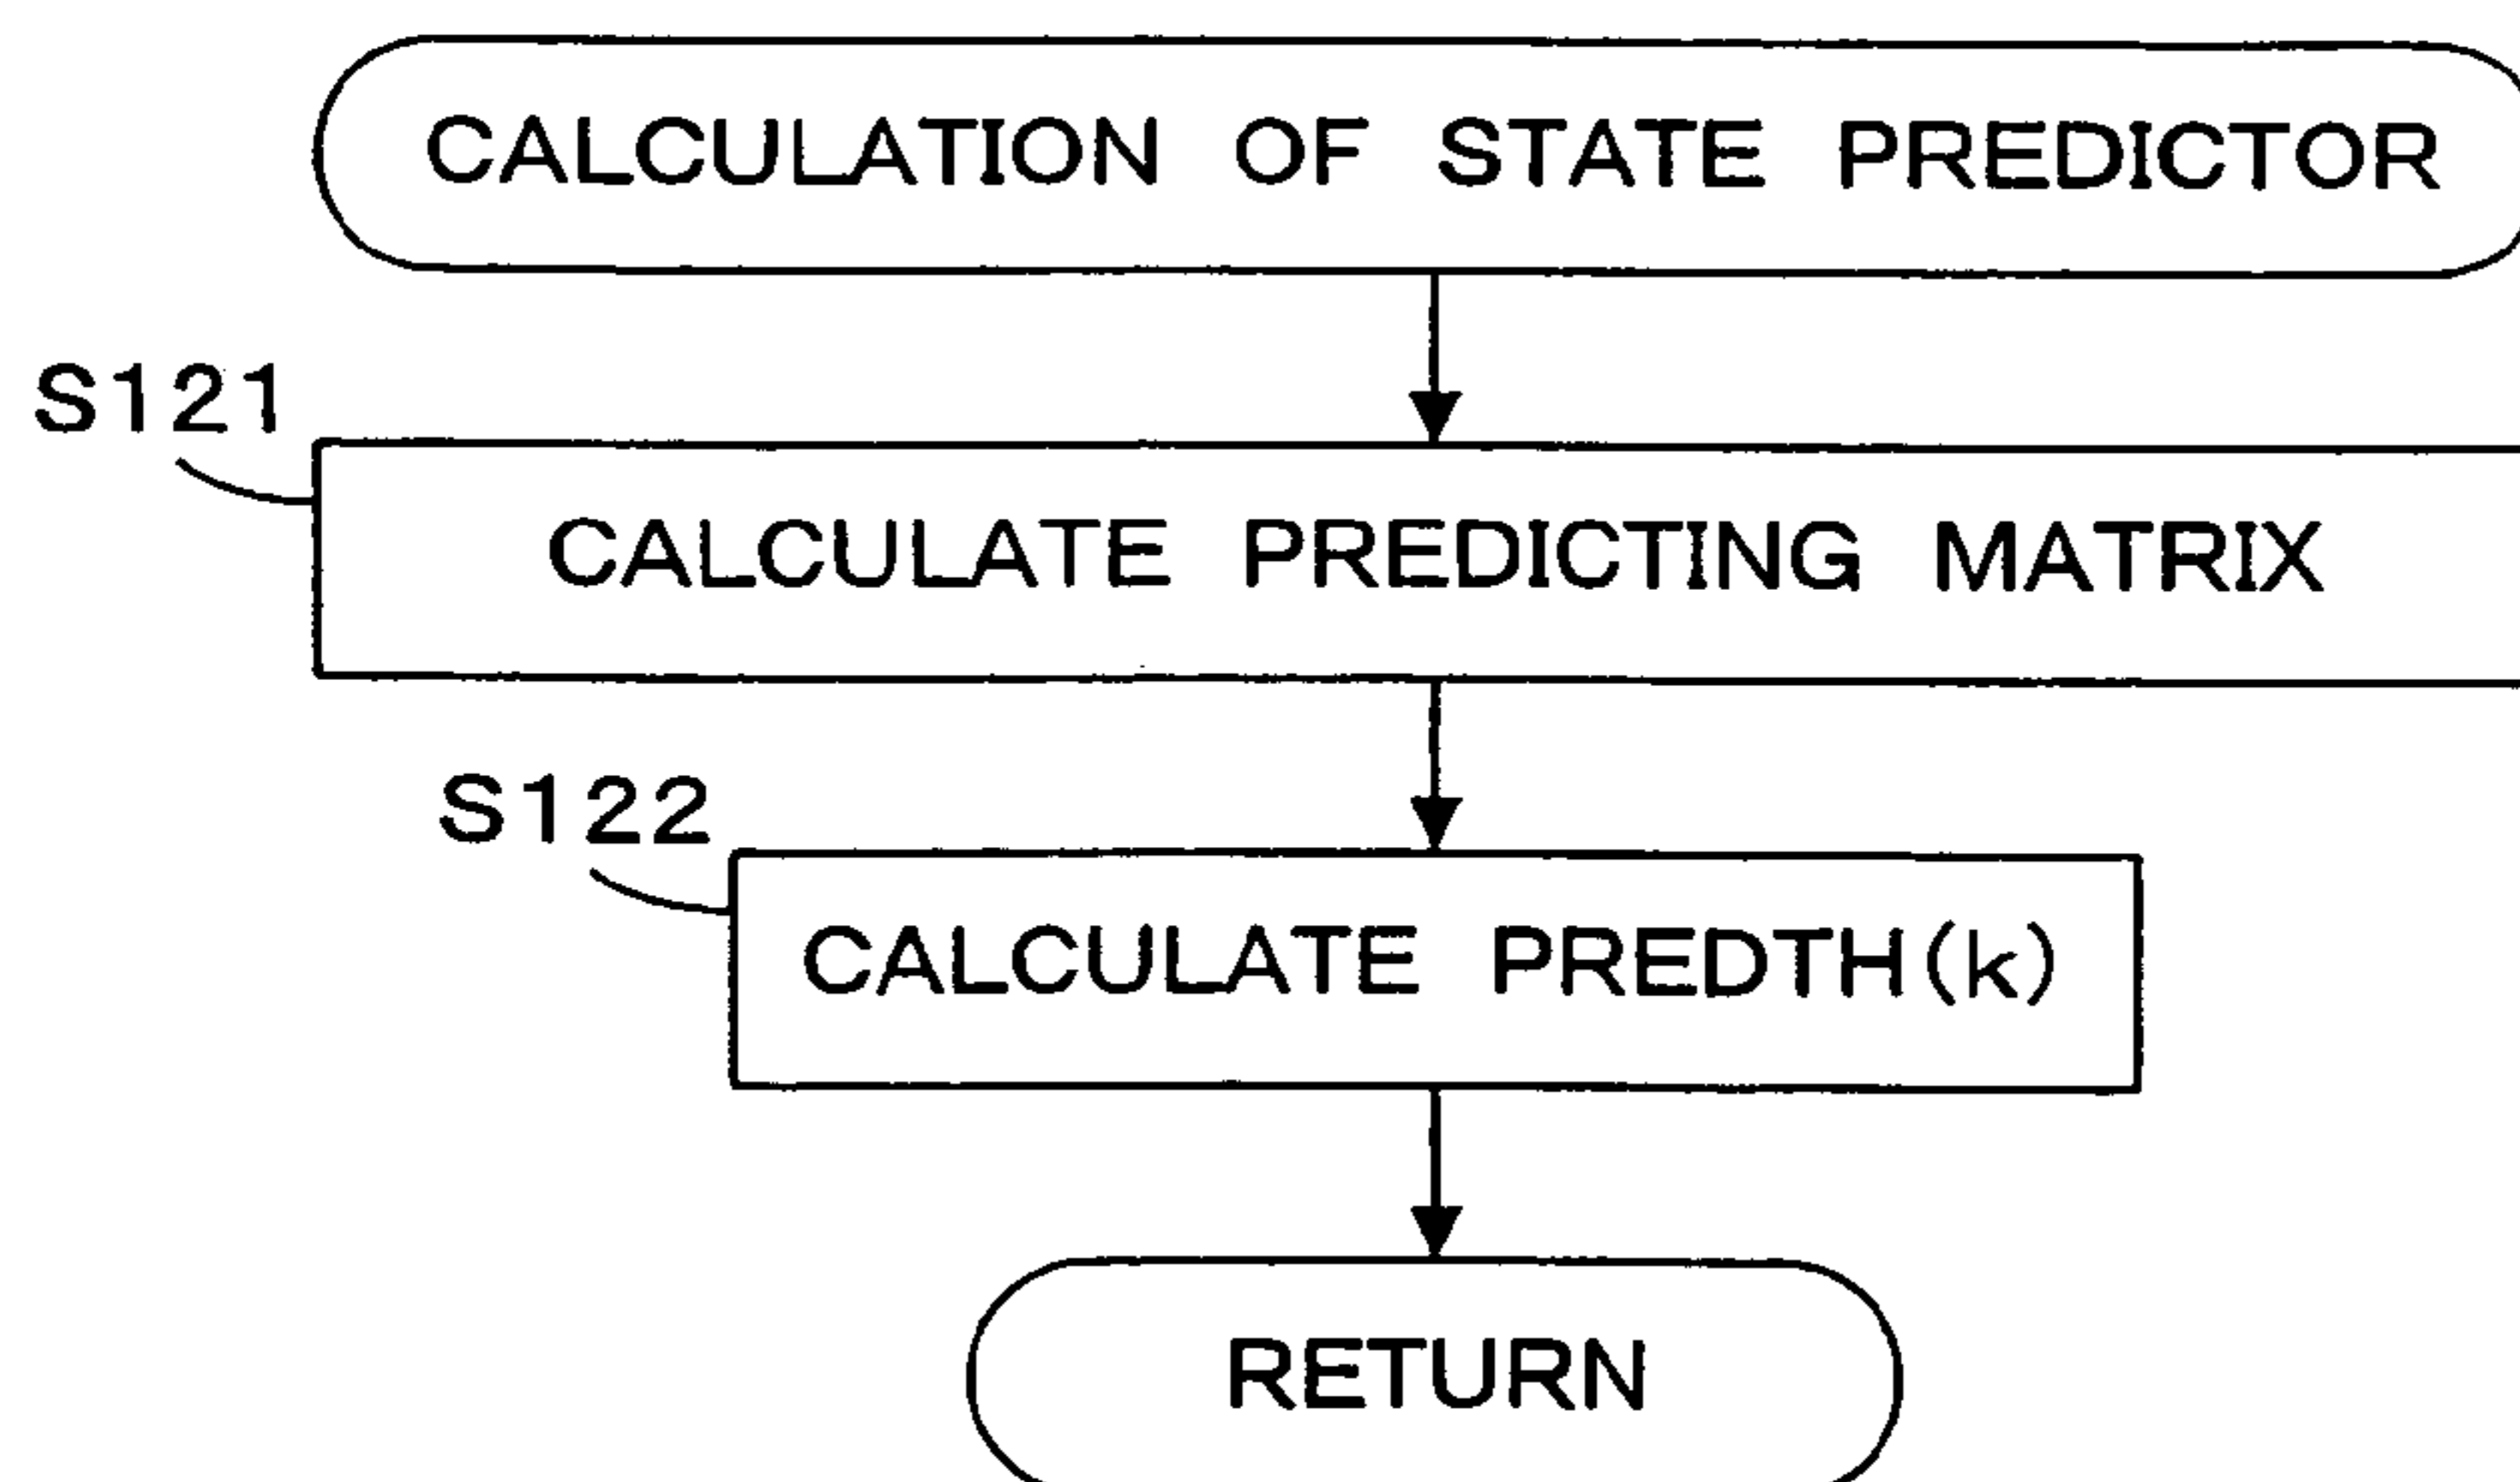 CALCULATION OF STATE PREDICTOR
S121
CALCULATE PREDICTING MATRIX
S122
CALCULATE PREDTH(k)
RETURN